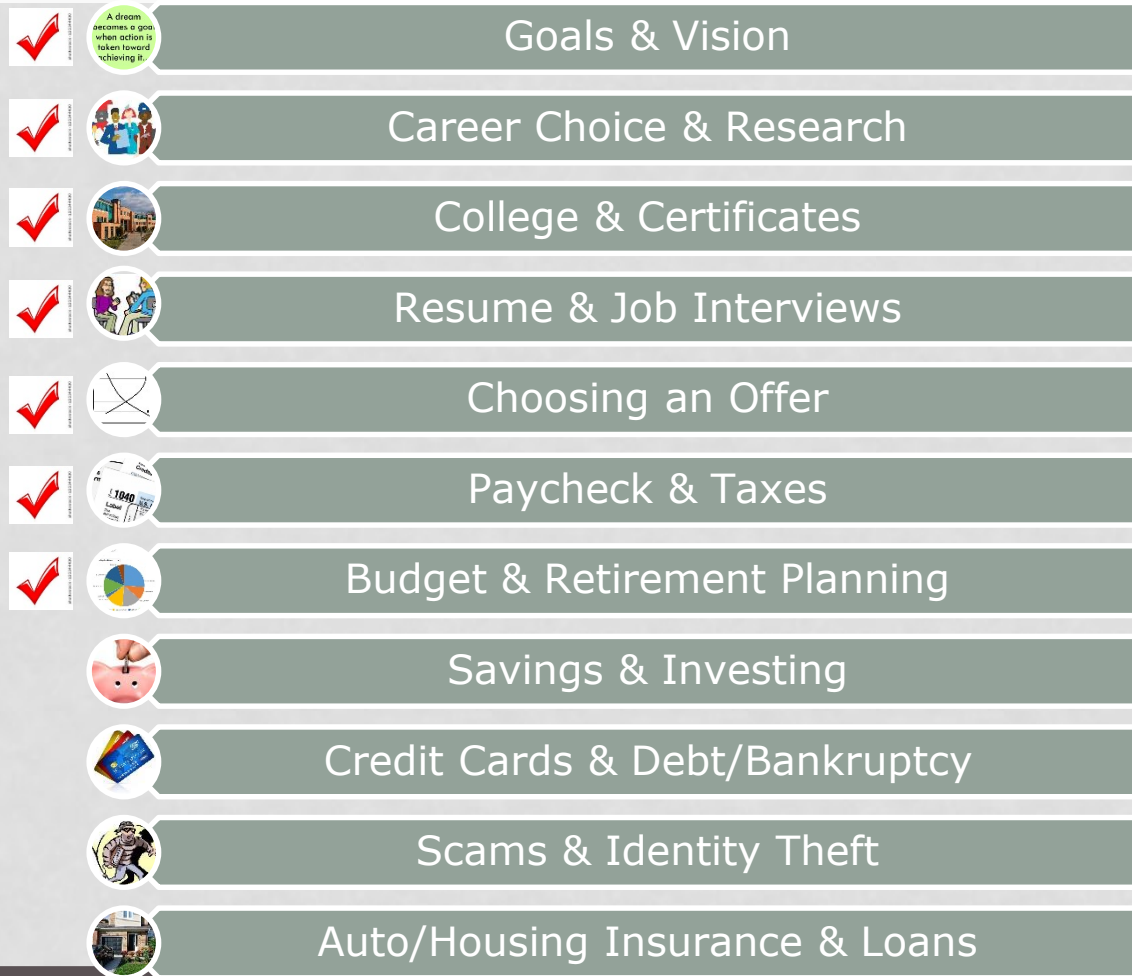 A dream
becomes a goal
when action is
taken toward
achieving it.
Goals & Vision
Career Choice & Research
College & Certificates
Resume & Job Interviews
Choosing an Offer
1040
Label
Paycheck & Taxes
Budget & Retirement Planning
Savings & Investing
Credit Cards & Debt/Bankruptcy
Scams & Identity Theft
Auto/Housing Insurance & Loans